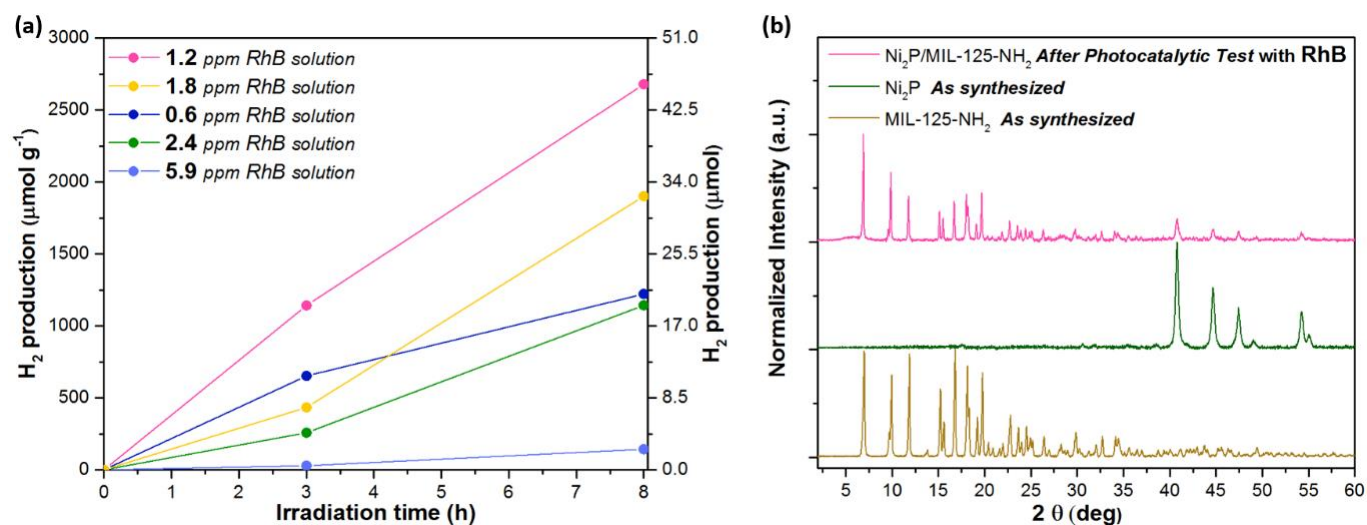 (a)
3000
2500
2000
1500
1000
500
0
H₂ production (μmol g⁻¹)
1.2 ppm RhB solution
1.8 ppm RhB solution
0.6 ppm RhB solution
2.4 ppm RhB solution
5.9 ppm RhB solution
51.0
42.5
34.0
25.5
17.0
8.5
0.0
H₂ production (μmol)
0 1 2 3 4 5 6 7 8
Irradiation time (h)
(b)
Normalized Intensity (a.u.)
Ni₂P/MIL-125-NH₂ After Photocatalytic Test with RhB
Ni₂P As synthesized
MIL-125-NH₂ As synthesized
5 10 15 20 25 30 35 40 45 50 55 60
2 θ (deg)